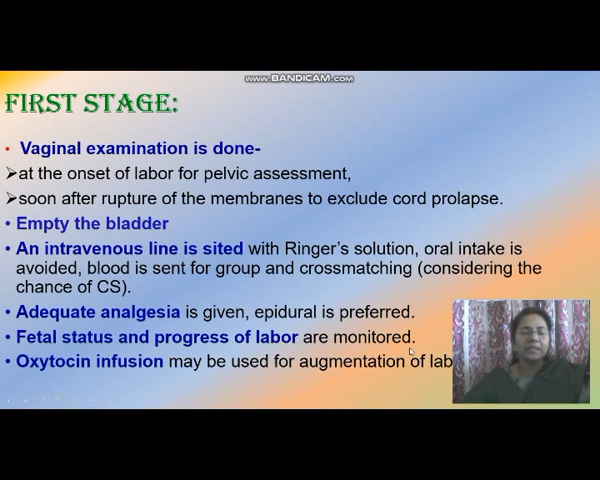 WWW.BANDICAM.COM
FIRST STAGE:
• Vaginal examination is done-
➢at the onset of labor for pelvic assessment,
➢soon after rupture of the membranes to exclude cord prolapse.
• Empty the bladder
• An intravenous line is sited with Ringer's solution, oral intake is
avoided, blood is sent for group and crossmatching (considering the
chance of CS).
• Adequate analgesia is given, epidural is preferred.
• Fetal status and progress of labor are monitored.
• Oxytocin infusion may be used for augmentation of lab